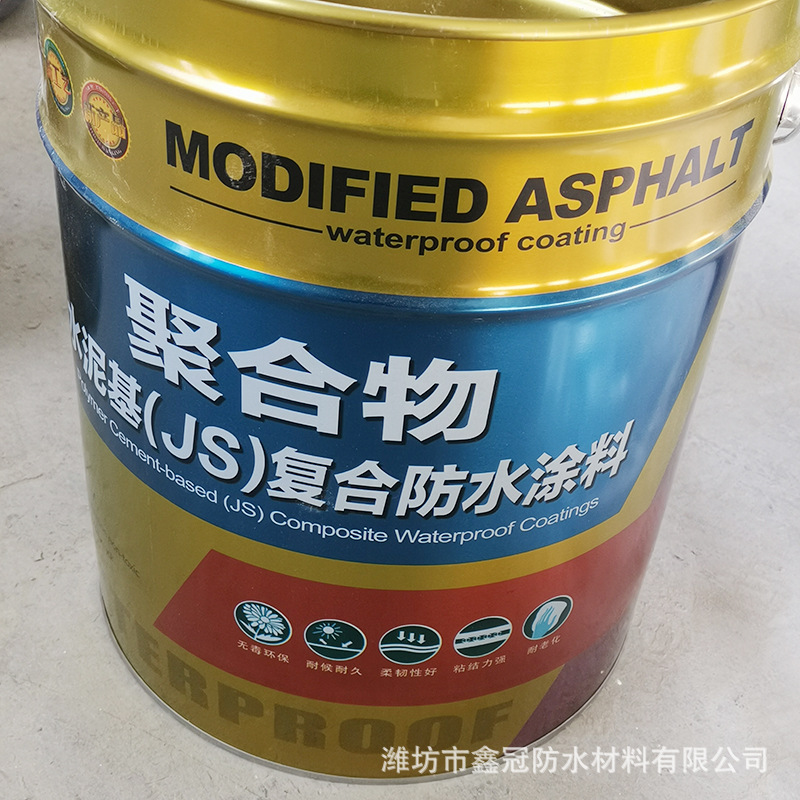 MODIFIED ASPHALT
waterproof coating
聚合物
水泥基(JS)复合防水涂料
Polymer Cement-based (JS) Composite Waterproof Coatings
无毒环保 耐候耐久 柔韧性好 粘结力强 耐老化
TERPROOF
潍坊市鑫冠防水材料有限公司